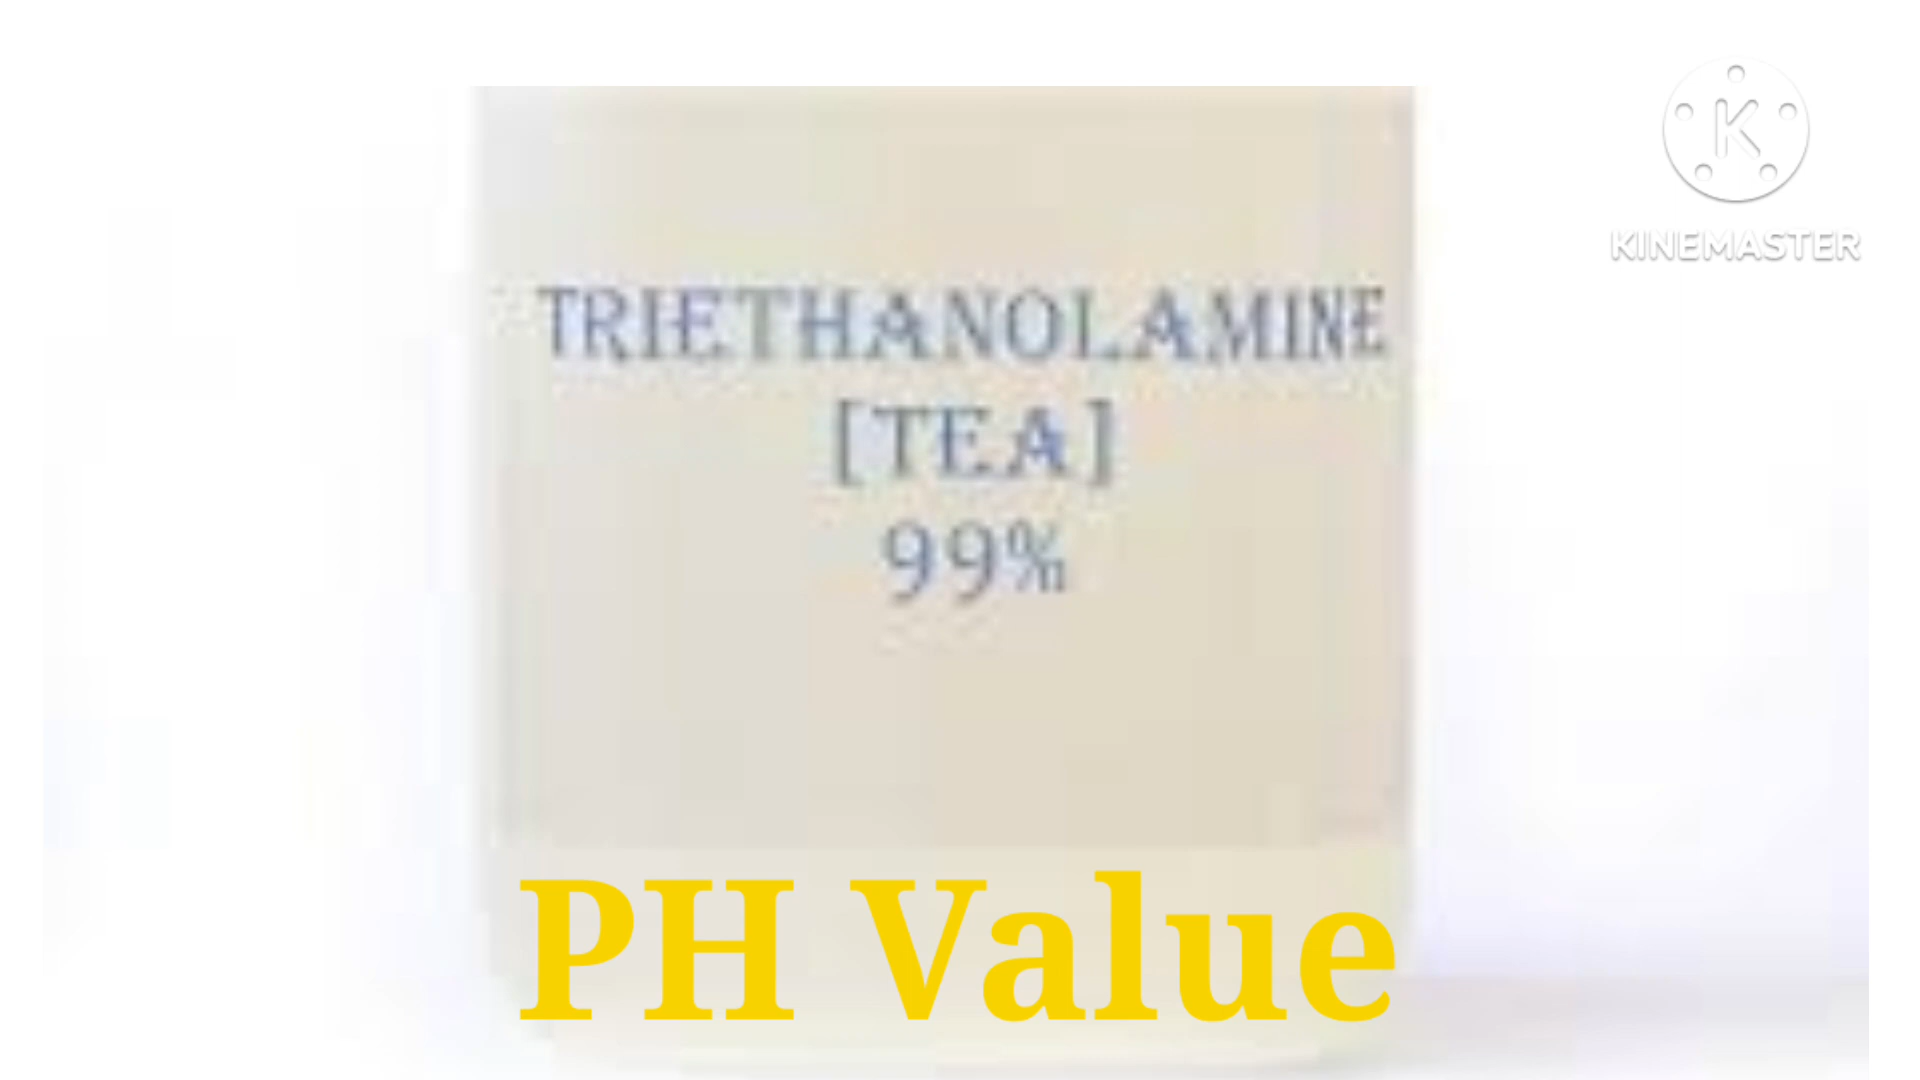 K
KINEMASTER
TRIETHANOLAMINE
[TEA]
99%
PH Value